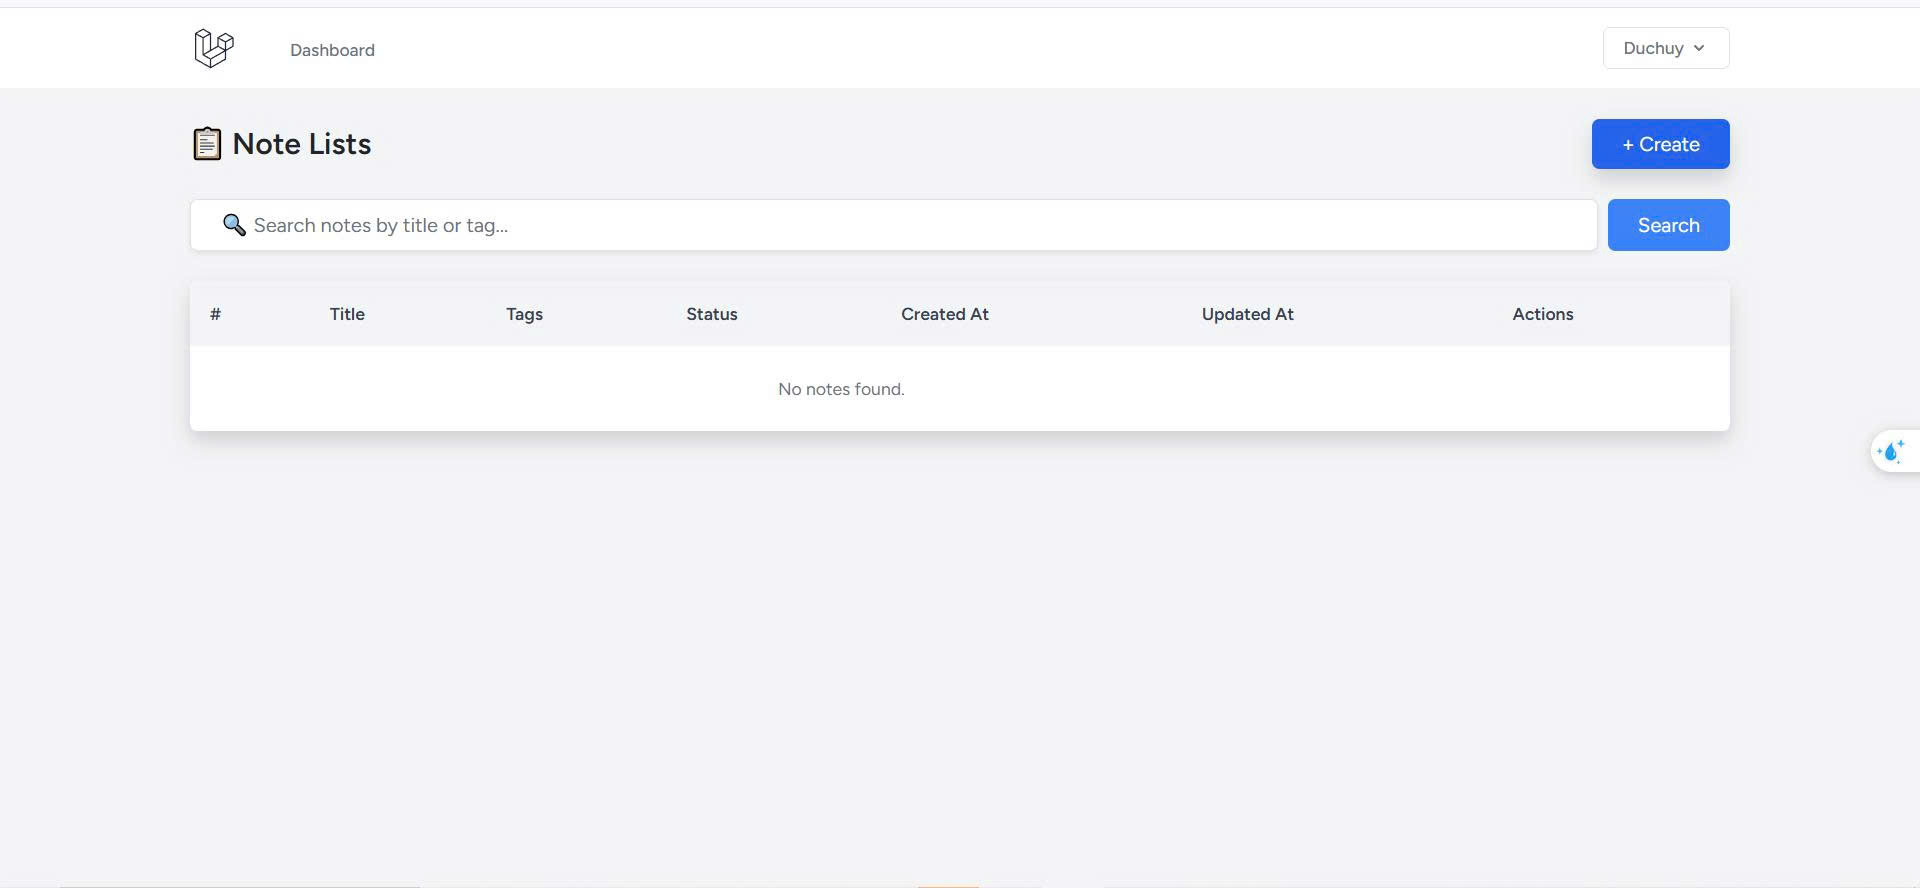 Dashboard
Duchuy
Note Lists
+ Create
Search notes by title or tag...
Search
# Title Tags Status Created At Updated At Actions
No notes found.